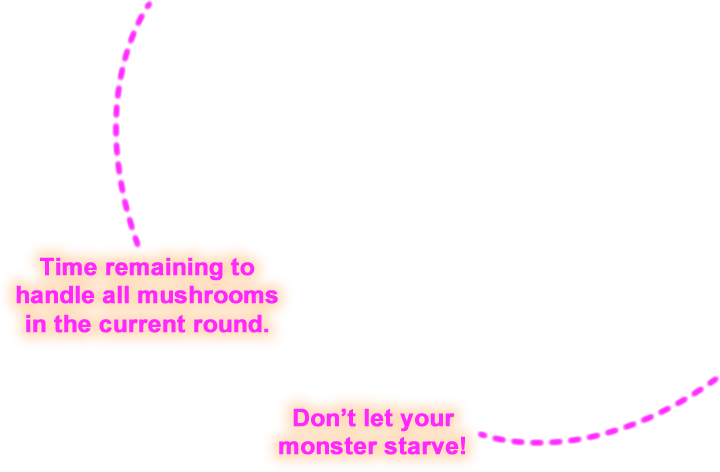 Time remaining to
handle all mushrooms
in the current round.
Don’t let your
monster starve!